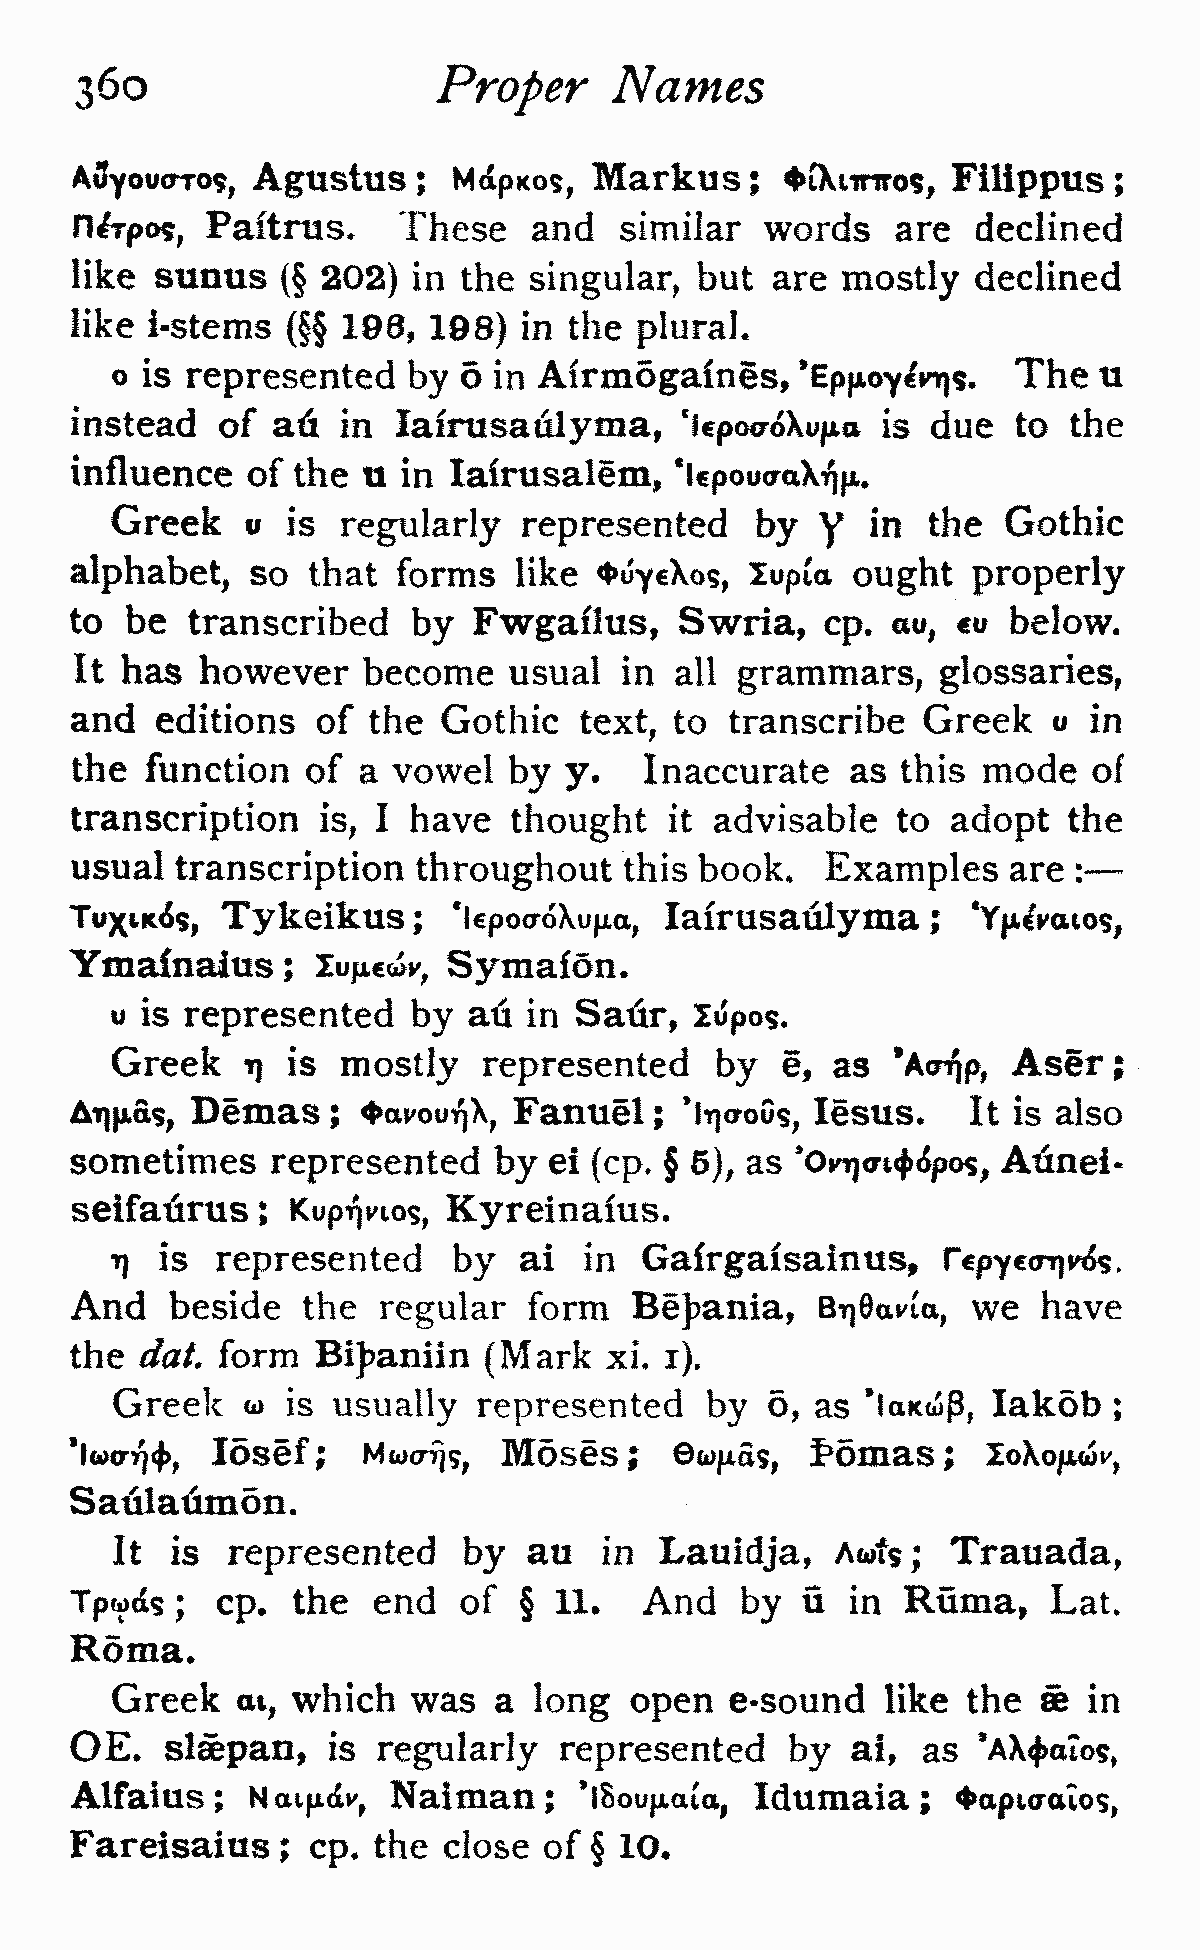 360 Proper Names
Αὔγουστος, Agustus; Μάρκος, Markus; Φίλιππος, Filippus;
Πέτρος, Paítrus. These and similar words are declined
like sunus (§ 202) in the singular, but are mostly declined
like i-stems (§§ 196, 198) in the plural.
ο is represented by ō in Aírmōgaínēs, Ἑρμογένης. The u
instead of aú in Iaírusaúlyma, Ἱεροσόλυμα is due to the
influence of the u in Iaírusalēm, Ἱερουσαλήμ.
Greek υ is regularly represented by Y in the Gothic
alphabet, so that forms like Φύγελος, Συρία ought properly
to be transcribed by Fwgaílus, Swria, cp. αυ, ευ below.
It has however become usual in all grammars, glossaries,
and editions of the Gothic text, to transcribe Greek υ in
the function of a vowel by y. Inaccurate as this mode of
transcription is, I have thought it advisable to adopt the
usual transcription throughout this book. Examples are :—
Τυχικός, Tykeikus; Ἱεροσόλυμα, Iaírusaúlyma; Ὑμέναιος,
Ymaínaius; Συμεών, Symaíōn.
υ is represented by aú in Saúr, Σύρος.
Greek η is mostly represented by ē, as Ἀσήρ, Asēr;
Δημᾶς, Dēmas; Φανουήλ, Fanuēl; Ἰησοῦς, Iēsus. It is also
sometimes represented by ei (cp. § 5), as Ὀνησιφόρος, Aúnei-
seifaúrus; Κυρήνιος, Kyreinaíus.
η is represented by ai in Gaírgaísainus, Γεργεσηνός.
And beside the regular form Bēþania, Βηθανία, we have
the dat. form Biþaniin (Mark xi. 1).
Greek ω is usually represented by ō, as Ἰακώβ, Iakōb;
Ἰωσήφ, Iōsēf; Μωσῆς, Mōsēs; Θωμᾶς, Þōmas; Σολομών,
Saúlaúmōn.
It is represented by au in Lauidja, Λωΐς; Trauada,
Τρῳάς; cp. the end of § 11. And by ū in Rūma, Lat.
Rōma.
Greek αι, which was a long open e-sound like the ǣ in
OE. slǣpan, is regularly represented by ai, as Ἀλφαῖος,
Alfaius; Ναιμάν, Naiman; Ἰδουμαία, Idumaia; Φαρισαῖος,
Fareisaius; cp. the close of § 10.